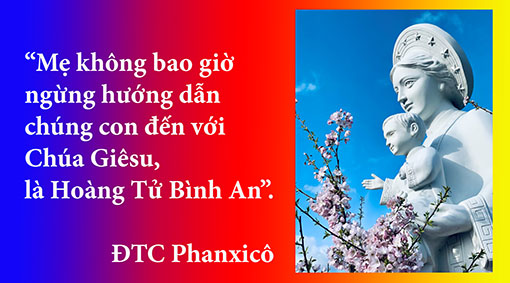 “Mẹ không bao giờ
ngừng hướng dẫn
chúng con đến với
Chúa Giêsu,
là Hoàng Tử Bình An”.
ĐTC Phanxicô